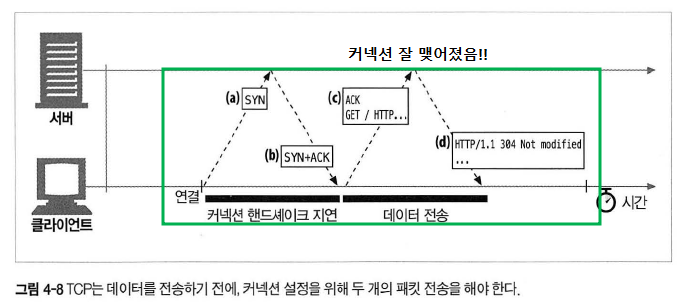 커넥션 잘 맺어졌음!!
서버
(a) SYN
(c) ACK
GET / HTTP...
(b) SYN+ACK
(d) HTTP/1.1 304 Not modified
...
연결
커넥션 핸드셰이크 지연
데이터 전송
시간
클라이언트
그림 4-8 TCP는 데이터를 전송하기 전에, 커넥션 설정을 위해 두 개의 패킷 전송을 해야 한다.